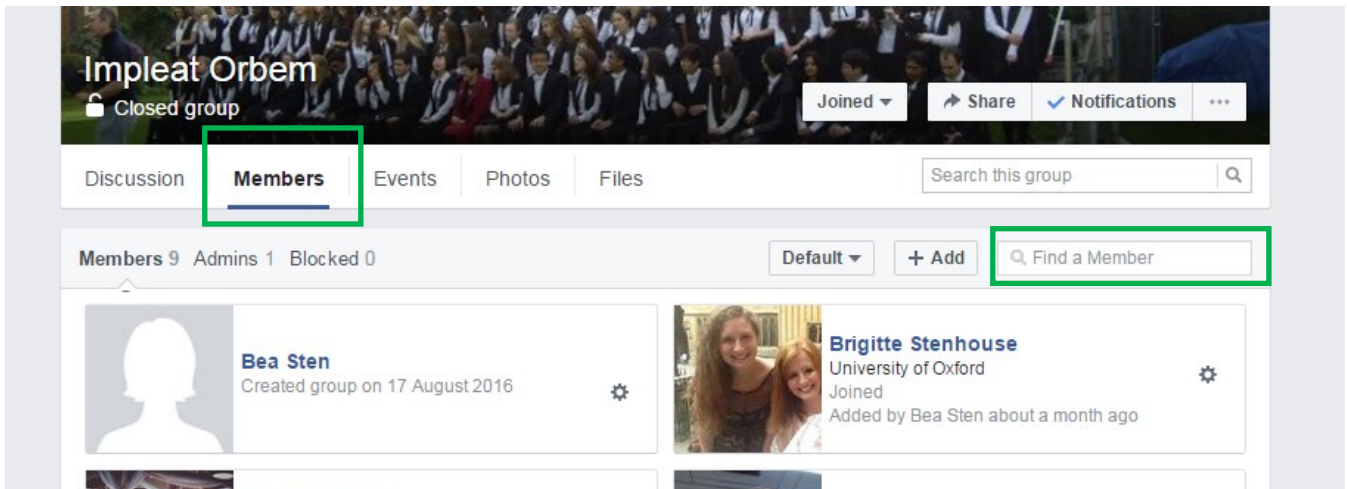 Impleat Orbem
Closed group
Joined Share Notifications ...
Discussion Members Events Photos Files Search this group
Members 9 Admins 1 Blocked 0 Default + Add Find a Member
Bea Sten
Created group on 17 August 2016
Brigitte Stenhouse
University of Oxford
Joined
Added by Bea Sten about a month ago